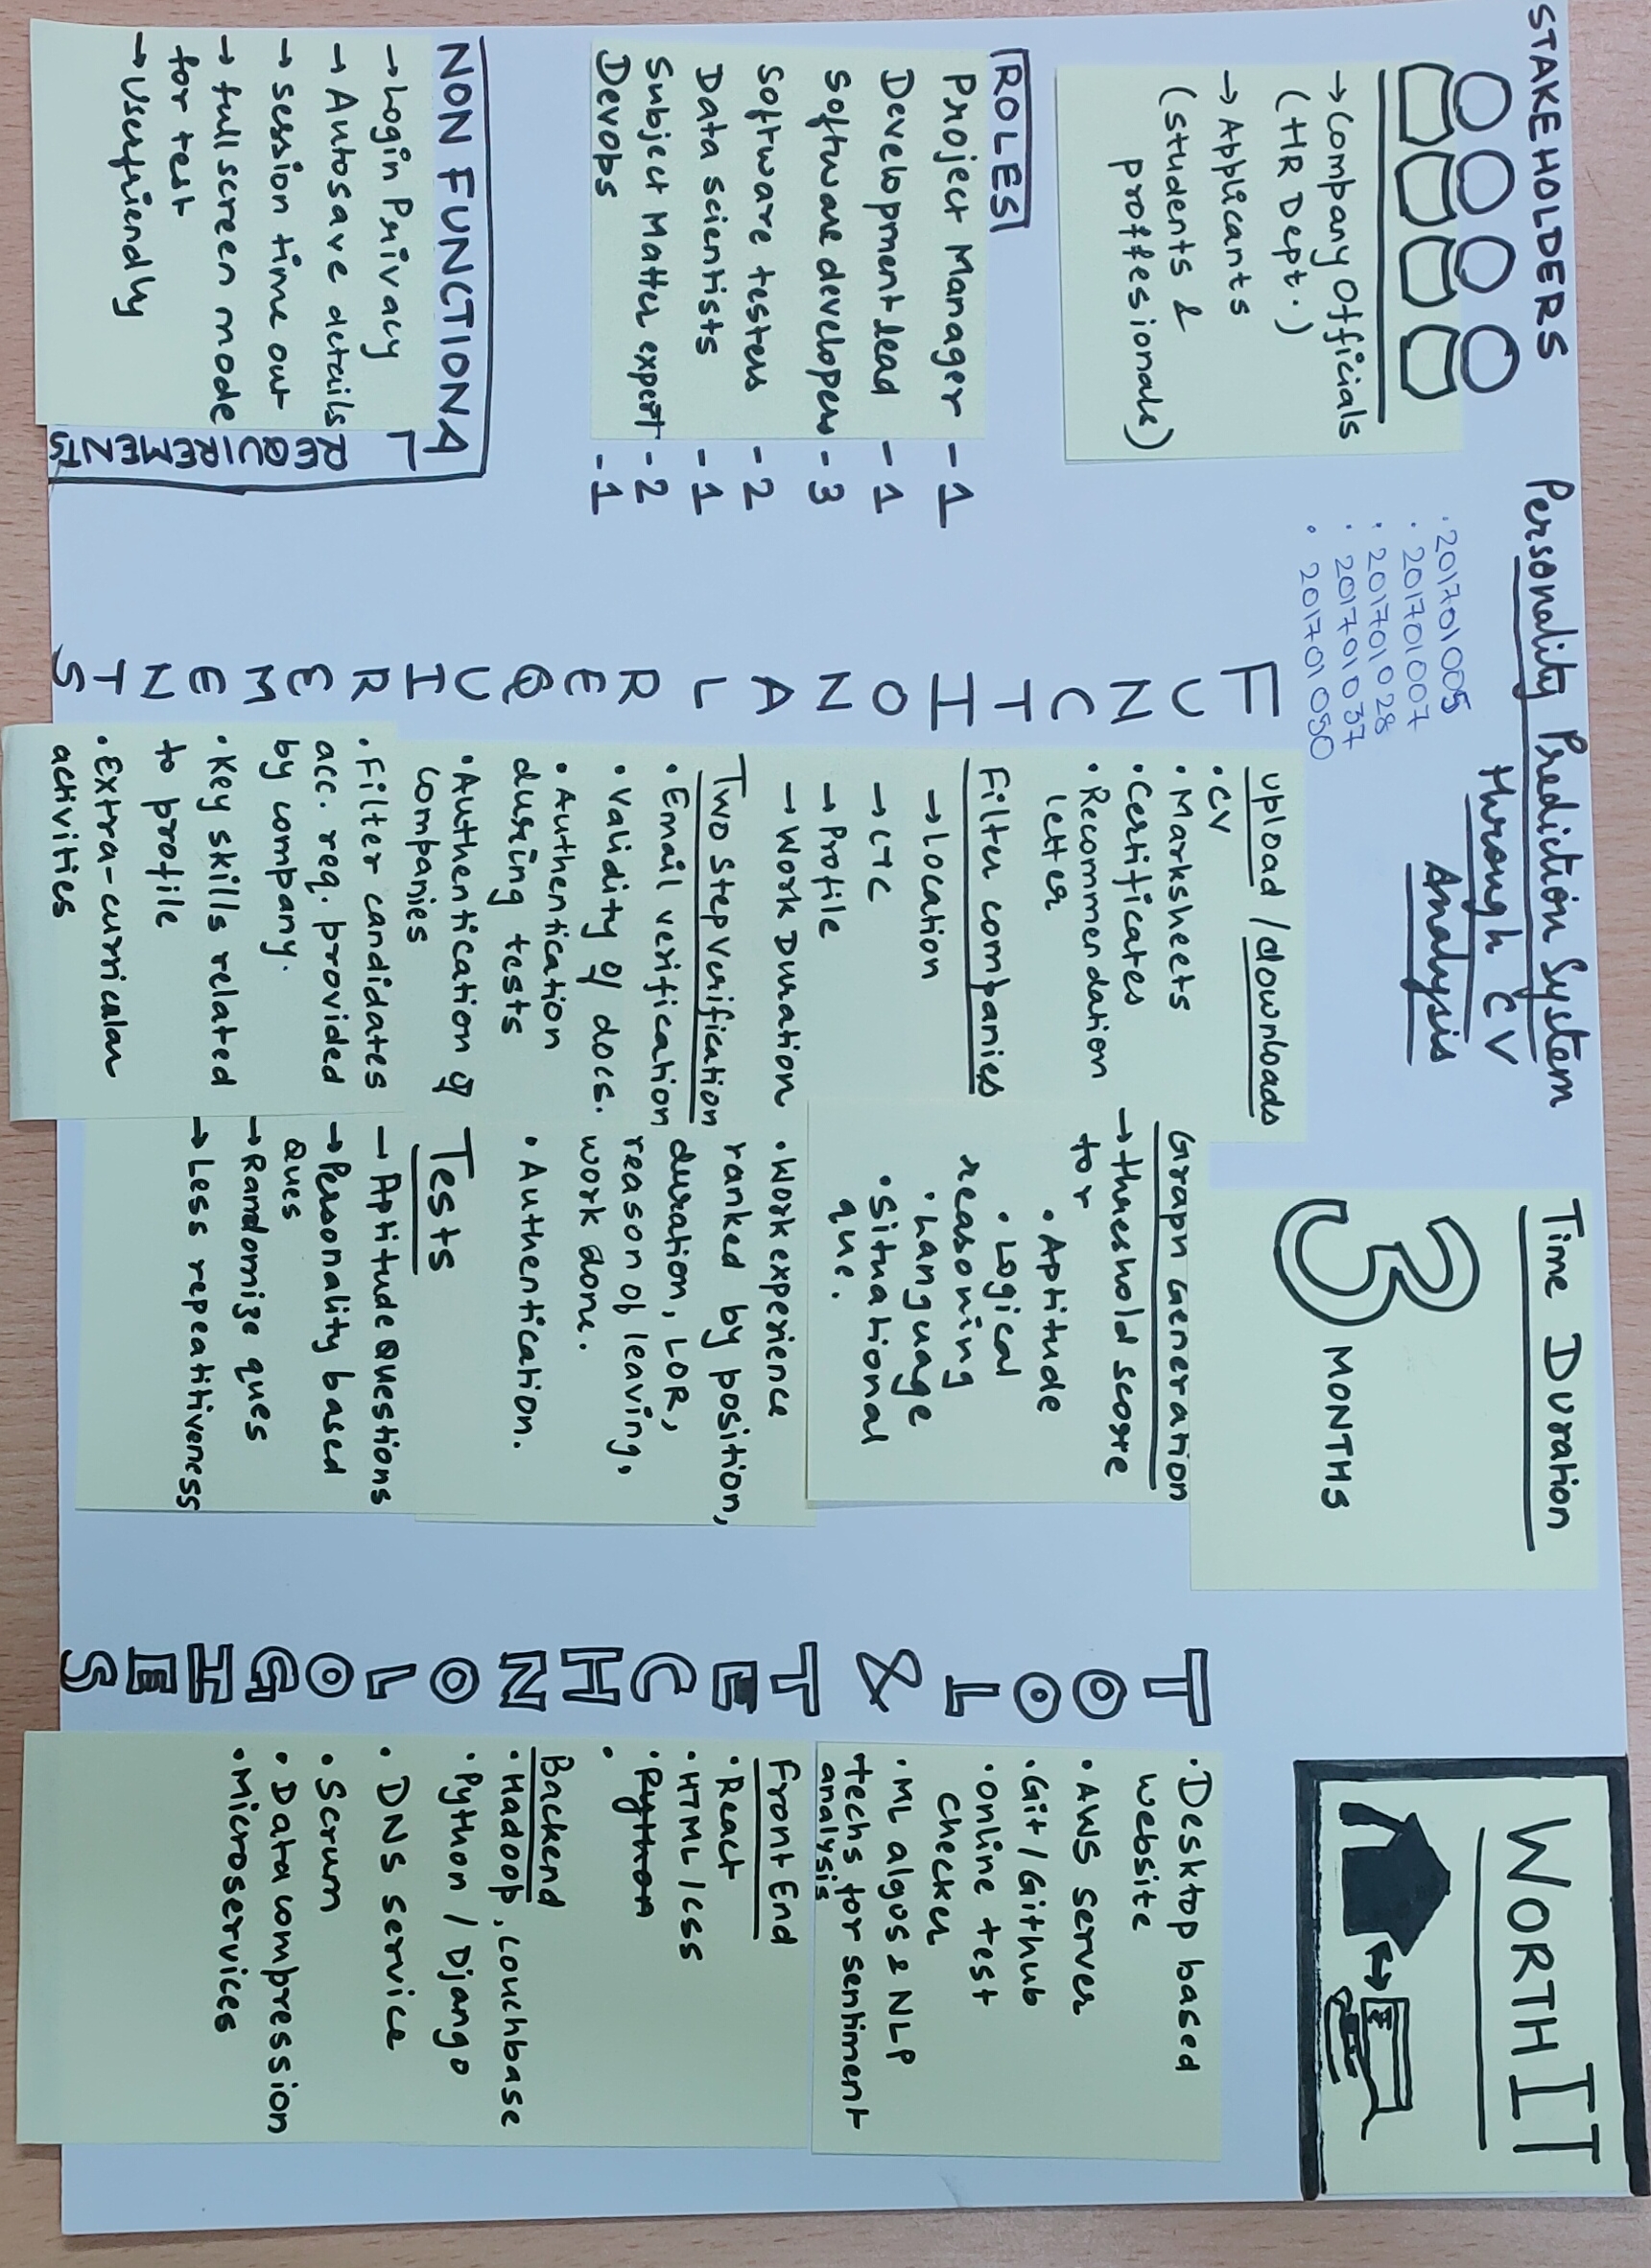 STAKEHOLDERS
→ Company Officials
(HR Dept.)
→ Applicants
(students &
proffesionals)
ROLES
Project Manager - 1
Development lead - 1
Software developers - 3
Software testers - 2
Data scientists - 1
Subject Matter expert - 2
Devops - 1
NON FUNCTIONAL
REQUIREMENTS
→ Login Privacy
→ Autosave details
→ session time out
→ full screen mode
for test
→ Userfriendly
Personality Prediction System
through CV
Analysis
• 201701005
• 201701007
• 201701028
• 201701037
• 201701050
FUNCTIONAL REQUIREMENTS
Upload / downloads
• CV
• Marksheets
• Certificates
• Recommendation
letter
Filter companies
→ Location
→ CTC
→ Profile
→ Work Duration
Two Step Verification
• Email verification
• Validity of docs.
• Authentication
during tests
• Authentication of
companies
• Filter candidates
acc. req. provided
by company.
• Key skills related
to profile
• Extra-curricular
activities
Time Duration
3 MONTHS
Graph Generation
→ threshold score
for
• Aptitude
• Logical
reasoning
• Language
• Situational
que.
• Work experience
ranked by position,
duration, LOR,
reason of leaving,
work done.
• Authentication.
Tests
→ Aptitude Questions
→ Personality based
Ques
→ Randomize ques
→ Less repeatitiveness
TOOL & TECHNOLOGIES
WORTH IT
• Desktop based
website
• AWS server
• Git / Github
• online test
checker
• ML algos & NLP
techs for sentiment
analysis
Front End
• React
• HTML / CSS
• Python
•
Backend
• Hadoop, Couchbase
• Python / Django
• DNS service
• Scrum
• Data compression
• Microservices